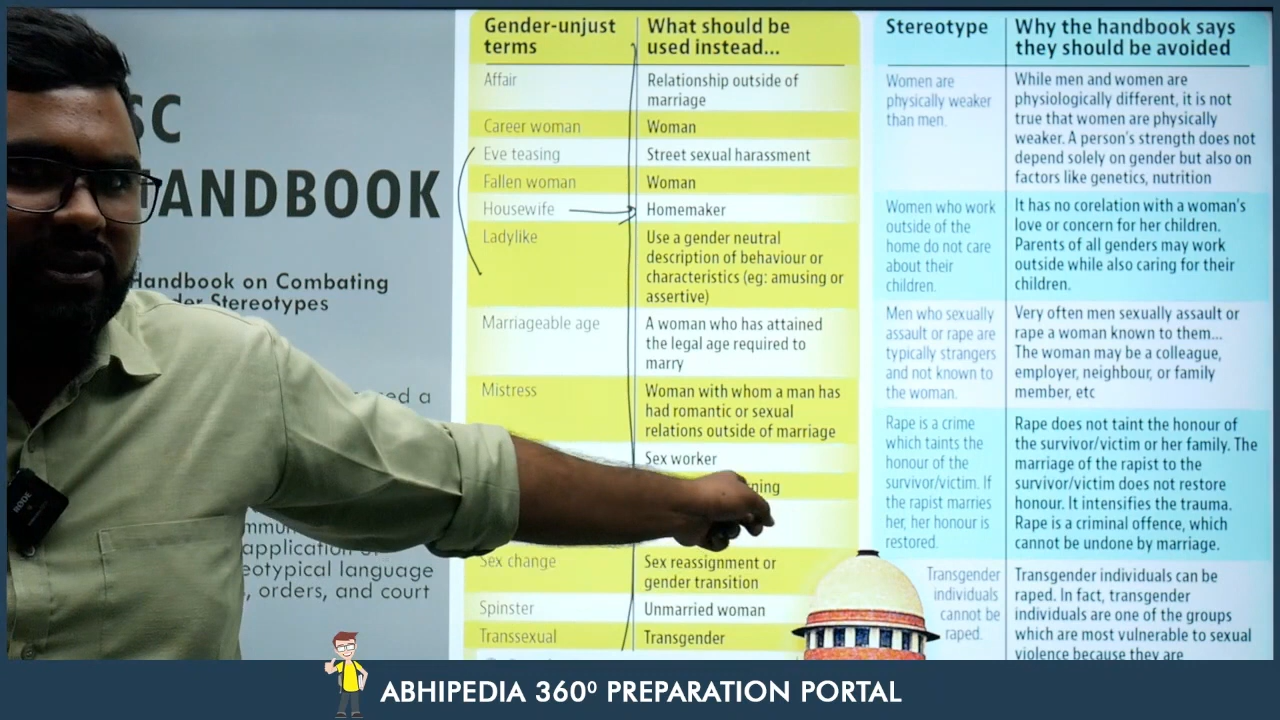 SC
HANDBOOK
Handbook on Combating
der Stereotypes
ed a
application
eotypical language
, orders, and court
Gender-unjust
terms
What should be
used instead...
Affair
Relationship outside of
marriage
Career woman
Woman
Eve teasing
Street sexual harassment
Fallen woman
Woman
Housewife
Homemaker
Ladylike
Use a gender neutral
description of behaviour or
characteristics (eg: amusing or
assertive)
Marriageable age
A woman who has attained
the legal age required to
marry
Mistress
Woman with whom a man has
had romantic or sexual
relations outside of marriage
Sex worker
Sex change
Sex reassignment or
gender transition
Spinster
Unmarried woman
Transsexual
Transgender
Stereotype
Why the handbook says
they should be avoided
Women are
physically weaker
than men.
While men and women are
physiologically different, it is not
true that women are physically
weaker. A person's strength does not
depend solely on gender but also on
factors like genetics, nutrition
Women who work
outside of the
home do not care
about their
children.
It has no corelation with a woman's
love or concern for her children.
Parents of all genders may work
outside while also caring for their
children.
Men who sexually
assault or rape are
typically strangers
and not known to
the woman.
Very often men sexually assault or
rape a woman known to them...
The woman may be a colleague,
employer, neighbour, or family
member, etc
Rape is a crime
which taints the
honour of the
survivor/victim. If
the rapist marries
her, her honour is
restored.
Rape does not taint the honour of
the survivor/victim or her family. The
marriage of the rapist to the
survivor/victim does not restore
honour. It intensifies the trauma.
Rape is a criminal offence, which
cannot be undone by marriage.
Transgender
individuals
cannot be
raped.
Transgender individuals can be
raped. In fact, transgender
individuals are one of the groups
which are most vulnerable to sexual
violence because they are
RODE
ABHIPEDIA 360⁰ PREPARATION PORTAL